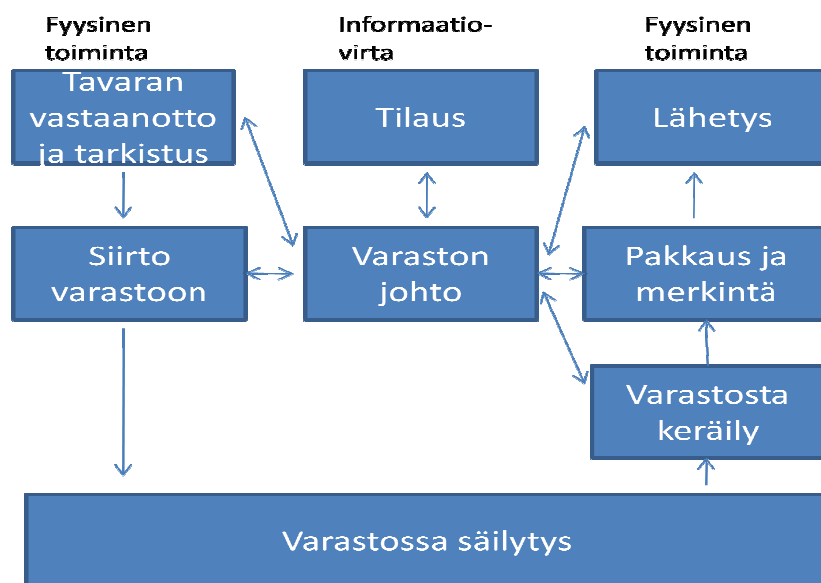 Fyysinen
toiminta
Informaatio-
virta
Fyysinen
toiminta
Tavaran
vastaanotto
ja tarkistus
Tilaus
Lähetys
Siirto
varastoon
Varaston
johto
Pakkaus ja
merkintä
Varastosta
keräily
Varastossa säilytys